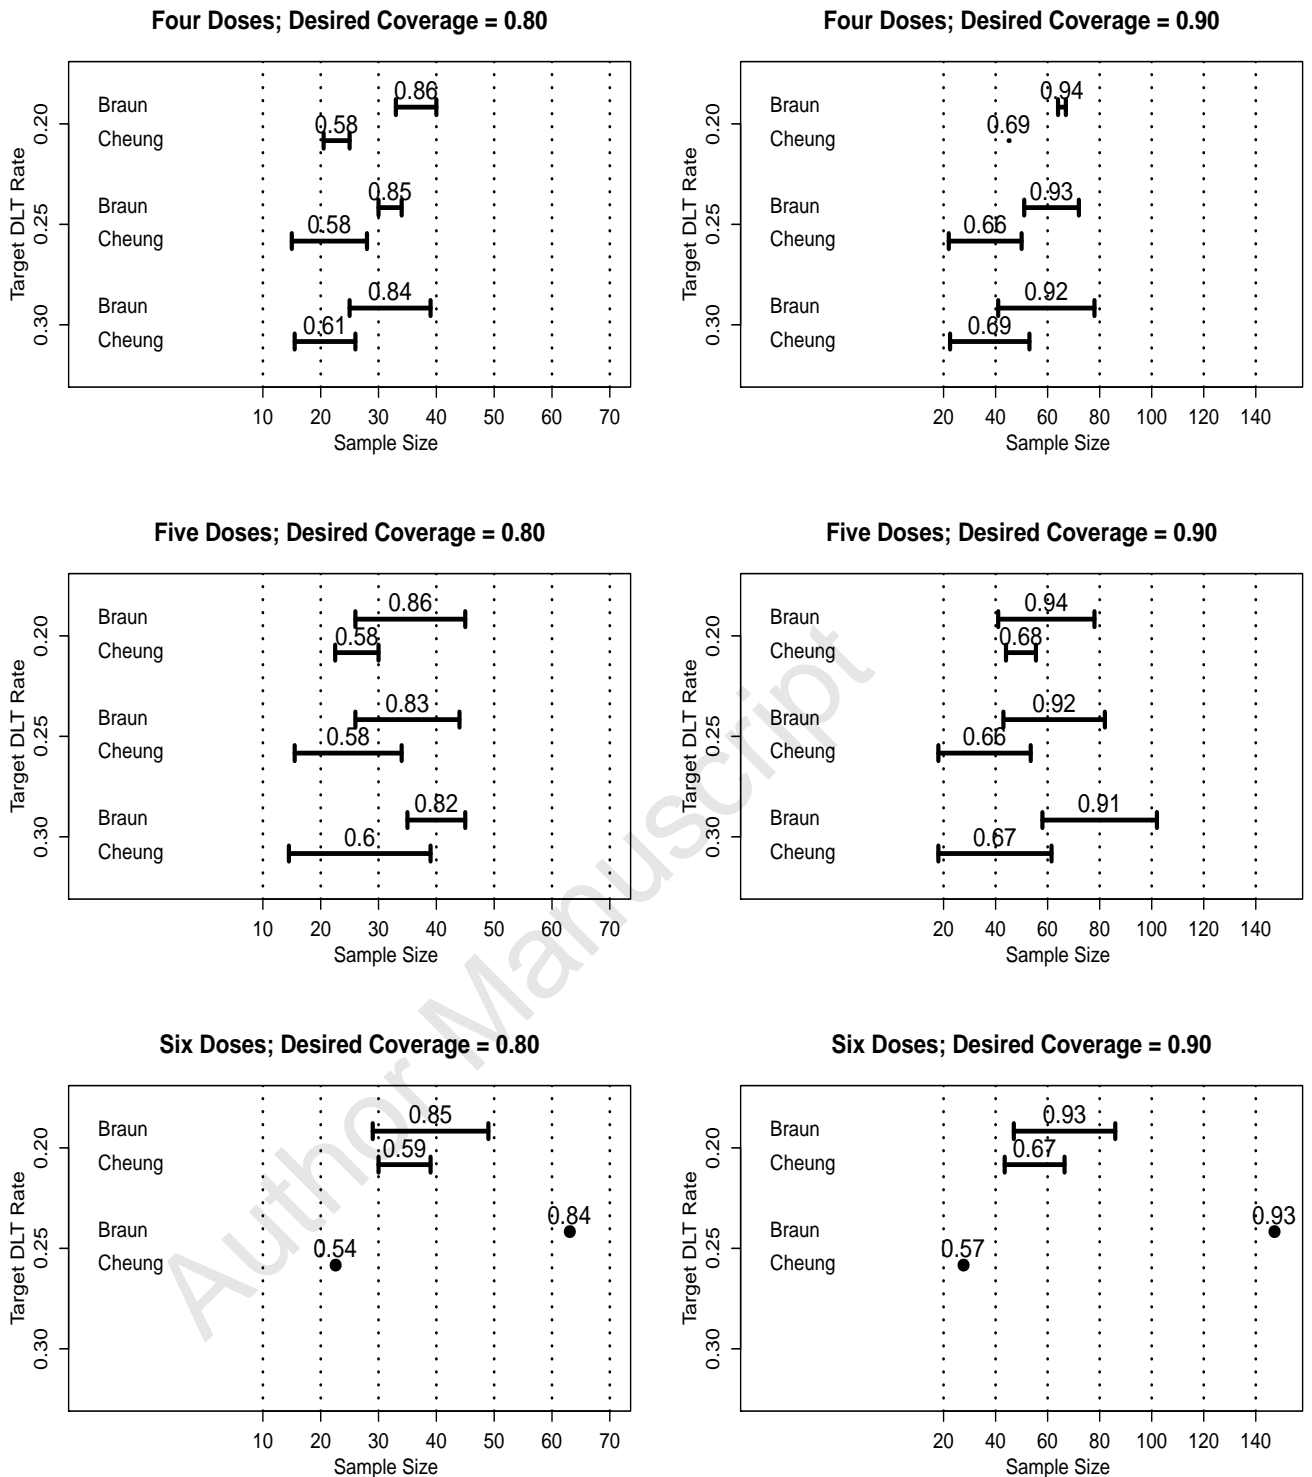 Four Doses; Desired Coverage = 0.80
Target DLT Rate
0.20
0.25
0.30
Braun
0.86
Cheung
0.58
Braun
0.85
Cheung
0.58
Braun
0.84
Cheung
0.61
10 20 30 40 50 60 70
Sample Size
Four Doses; Desired Coverage = 0.90
Target DLT Rate
0.20
0.25
0.30
Braun
0.94
Cheung
0.69
Braun
0.93
Cheung
0.66
Braun
0.92
Cheung
0.69
20 40 60 80 100 120 140
Sample Size
Five Doses; Desired Coverage = 0.80
Target DLT Rate
0.20
0.25
0.30
Braun
0.86
Cheung
0.58
Braun
0.83
Cheung
0.58
Braun
0.82
Cheung
0.6
10 20 30 40 50 60 70
Sample Size
Five Doses; Desired Coverage = 0.90
Target DLT Rate
0.20
0.25
0.30
Braun
0.94
Cheung
0.68
Braun
0.92
Cheung
0.66
Braun
0.91
Cheung
0.67
20 40 60 80 100 120 140
Sample Size
Six Doses; Desired Coverage = 0.80
Target DLT Rate
0.20
0.25
0.30
Braun
0.85
Cheung
0.59
Braun
0.84
Cheung
0.54
10 20 30 40 50 60 70
Sample Size
Six Doses; Desired Coverage = 0.90
Target DLT Rate
0.20
0.25
0.30
Braun
0.93
Cheung
0.67
Braun
0.93
Cheung
0.57
20 40 60 80 100 120 140
Sample Size
Author Manuscript